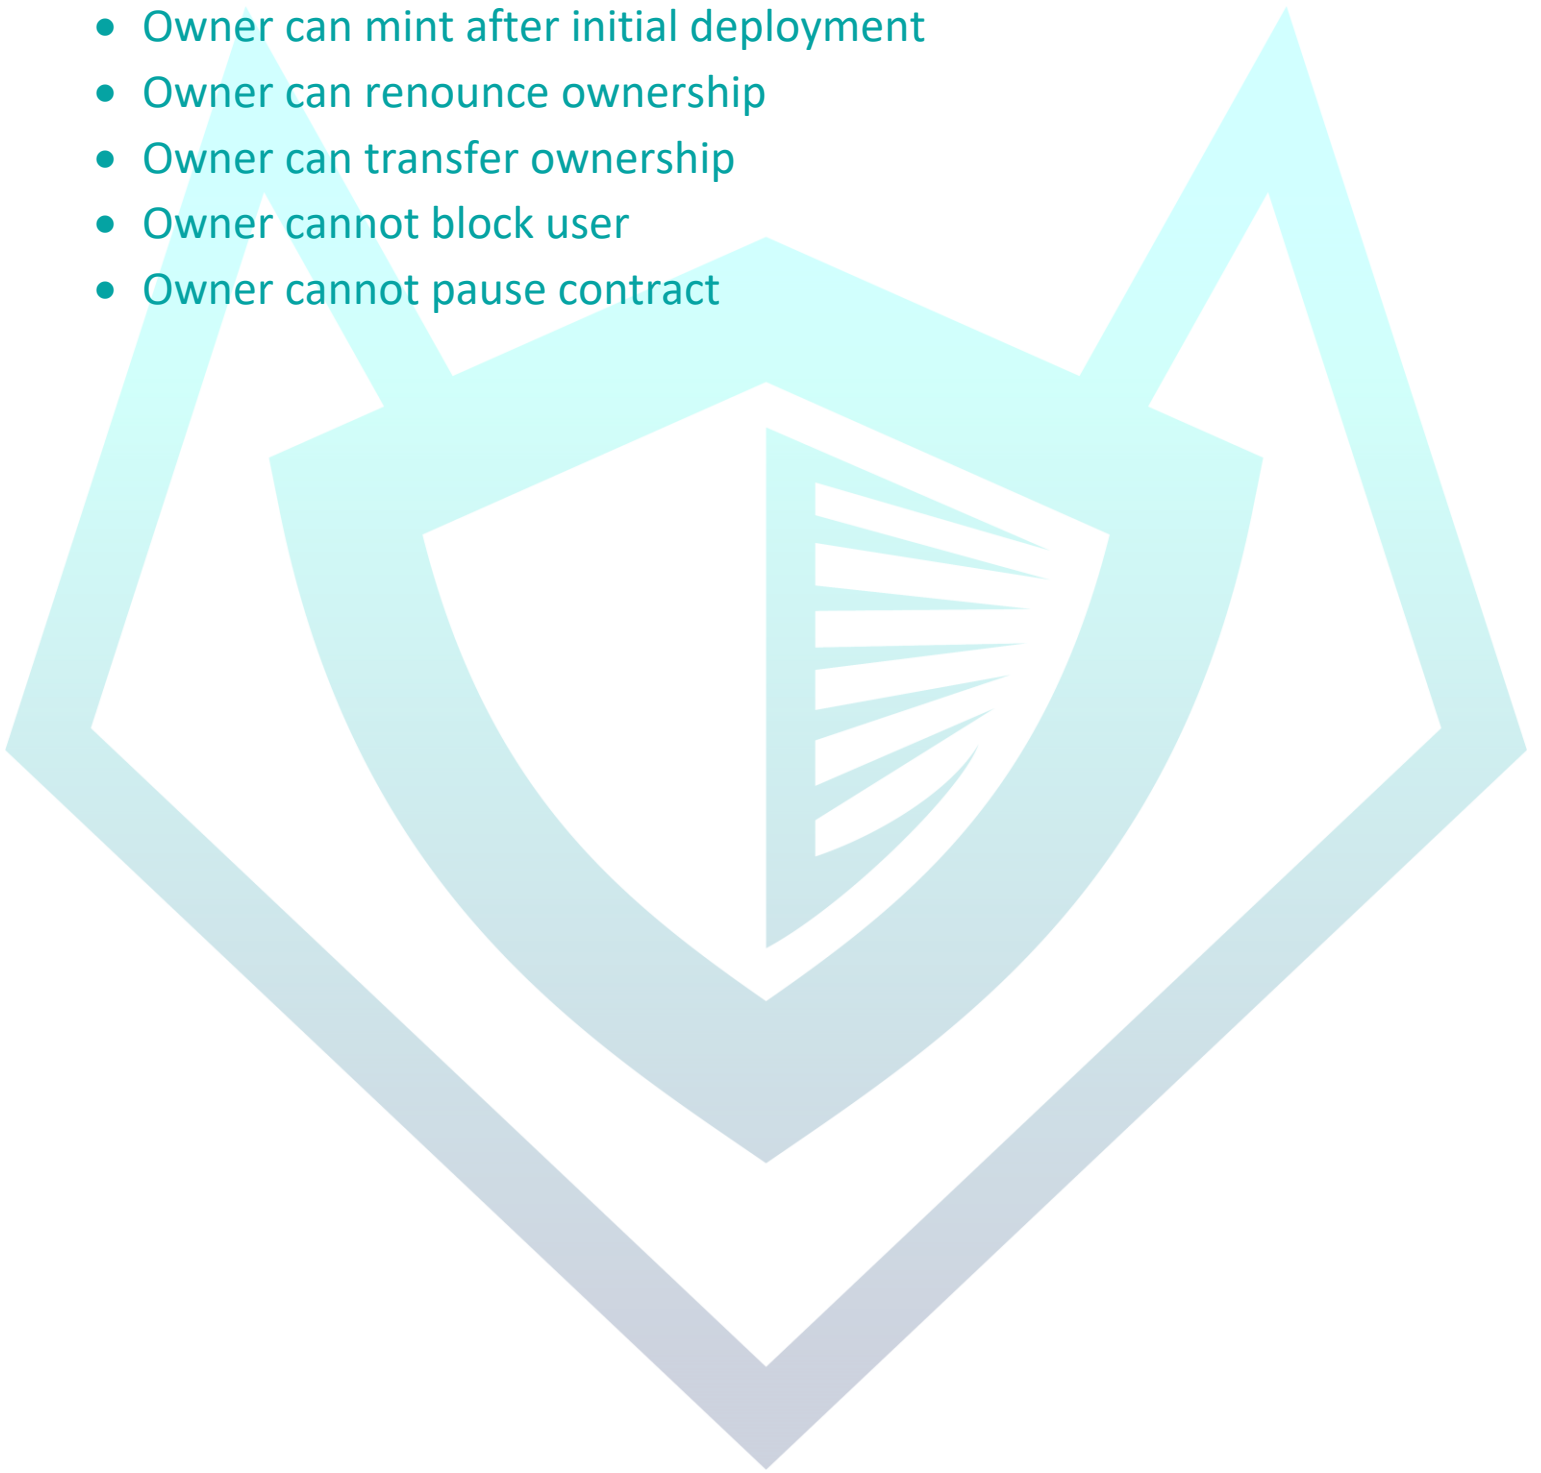 • Owner can mint after initial deployment
• Owner can renounce ownership
• Owner can transfer ownership
• Owner cannot block user
• Owner cannot pause contract